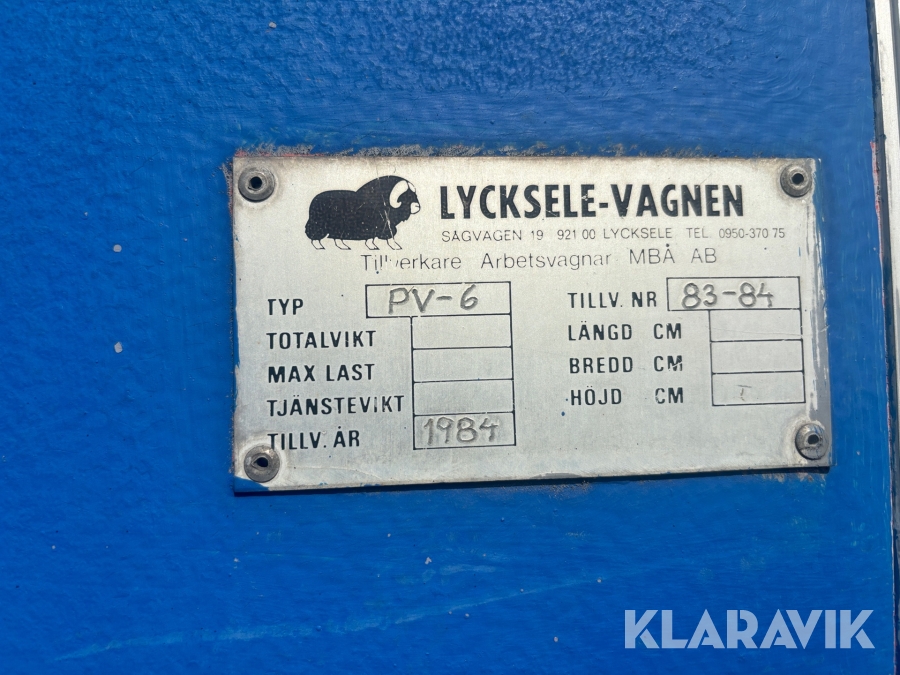 LYCKSELE-VAGNEN
SÅGVÄGEN 19 921 00 LYCKSELE TEL 0950-370 75
Tillverkare Arbetsvagnar MBÅ AB
TYP PV-6 TILLV. NR 83-84
TOTALVIKT LÄNGD CM
MAX LAST BREDD CM
TJÄNSTEVIKT HÖJD CM
TILLV. ÅR 1984
KLARAVIK